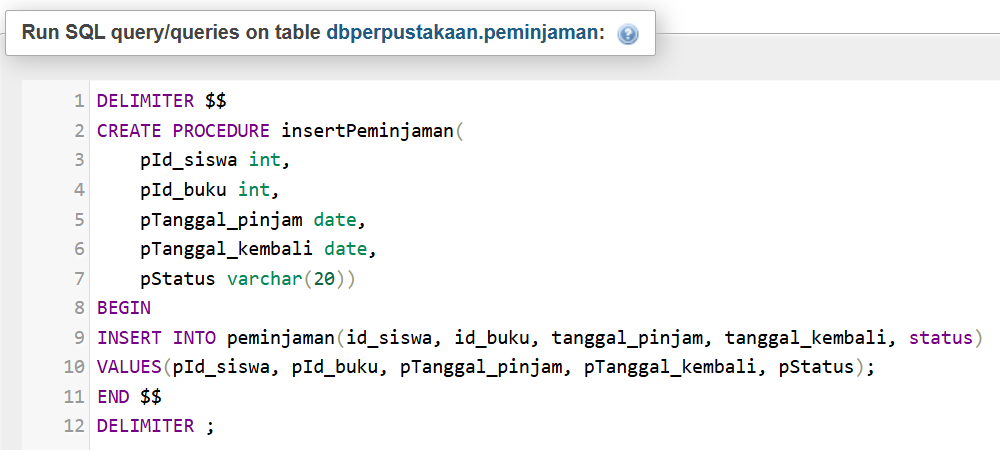 Run SQL query/queries on table dbperpustakaan.peminjaman:
1 DELIMITER $$
2 CREATE PROCEDURE insertPeminjaman(
3 pId_siswa int,
4 pId_buku int,
5 pTanggal_pinjam date,
6 pTanggal_kembali date,
7 pStatus varchar(20))
8 BEGIN
9 INSERT INTO peminjaman(id_siswa, id_buku, tanggal_pinjam, tanggal_kembali, status)
10 VALUES(pId_siswa, pId_buku, pTanggal_pinjam, pTanggal_kembali, pStatus);
11 END $$
12 DELIMITER ;